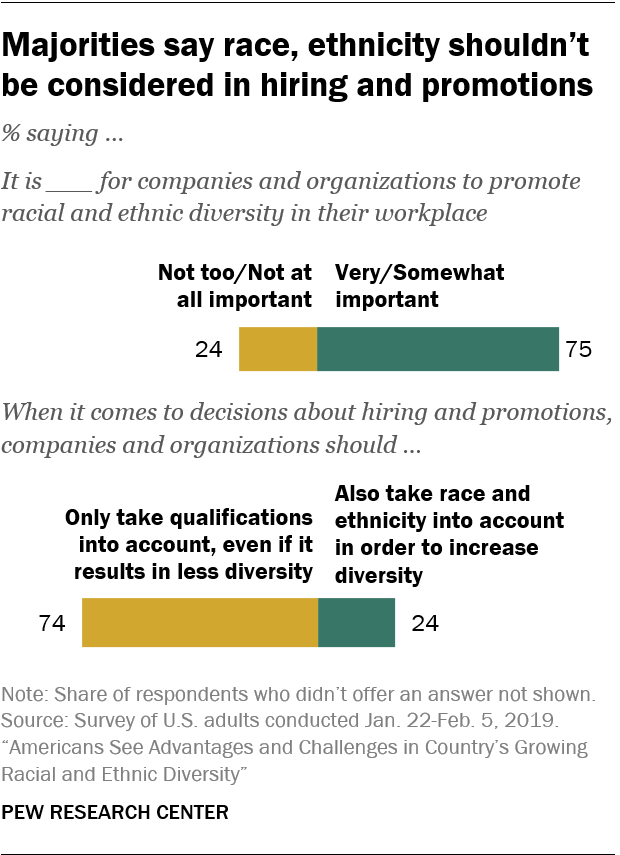 Majorities say race, ethnicity shouldn’t
be considered in hiring and promotions
% saying ...
It is ___ for companies and organizations to promote
racial and ethnic diversity in their workplace
Not too/Not at
all important
Very/Somewhat
important
24
75
When it comes to decisions about hiring and promotions,
companies and organizations should ...
Only take qualifications
into account, even if it
results in less diversity
Also take race and
ethnicity into account
in order to increase
diversity
74
24
Note: Share of respondents who didn’t offer an answer not shown.
Source: Survey of U.S. adults conducted Jan. 22-Feb. 5, 2019.
“Americans See Advantages and Challenges in Country’s Growing
Racial and Ethnic Diversity”
PEW RESEARCH CENTER